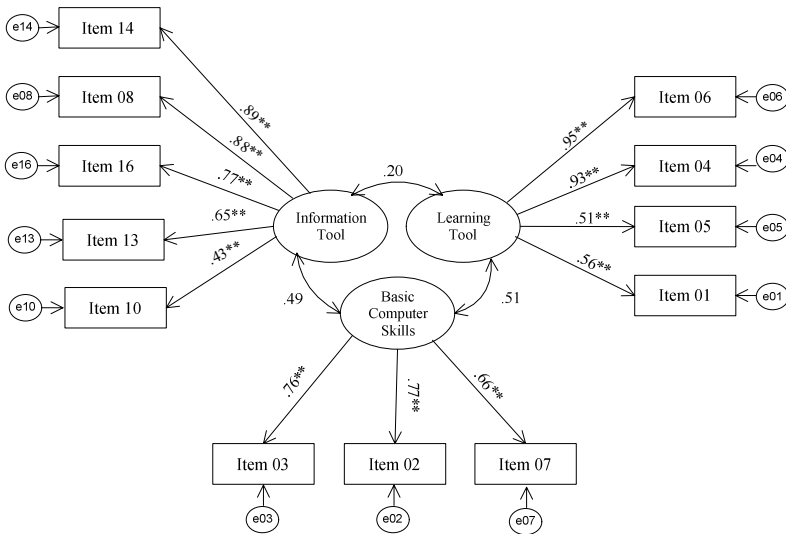 e14
Item 14
.89**
e08
Item 08
.88**
e16
Item 16
.77**
e13
Item 13
.65**
e10
Item 10
.43**
Information
Tool
.20
Learning
Tool
.95**
Item 06
e06
.93**
Item 04
e04
.51**
Item 05
e05
.56**
Item 01
e01
.49
Basic
Computer
Skills
.51
.76**
.77**
.66**
Item 03
Item 02
Item 07
e03
e02
e07